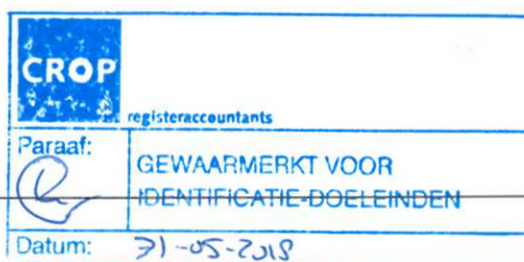 CROP
registeraccountants
Paraaf:
GEWAARMERKT VOOR
IDENTIFICATIE-DOELEINDEN
Datum: 31-05-2018